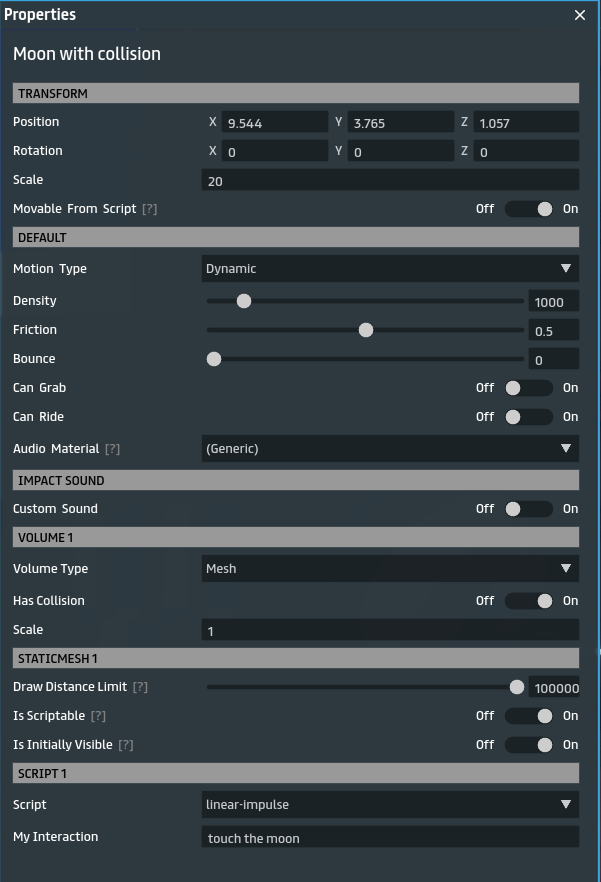 Properties
Moon with collision
TRANSFORM
Position X 9.544 Y 3.765 Z 1.057
Rotation X 0 Y 0 Z 0
Scale 20
Movable From Script [?] Off On
DEFAULT
Motion Type Dynamic
Density 1000
Friction 0.5
Bounce 0
Can Grab Off On
Can Ride Off On
Audio Material [?] (Generic)
IMPACT SOUND
Custom Sound Off On
VOLUME 1
Volume Type Mesh
Has Collision Off On
Scale 1
STATICMESH 1
Draw Distance Limit [?] 100000
Is Scriptable [?] Off On
Is Initially Visible [?] Off On
SCRIPT 1
Script linear-impulse
My Interaction touch the moon